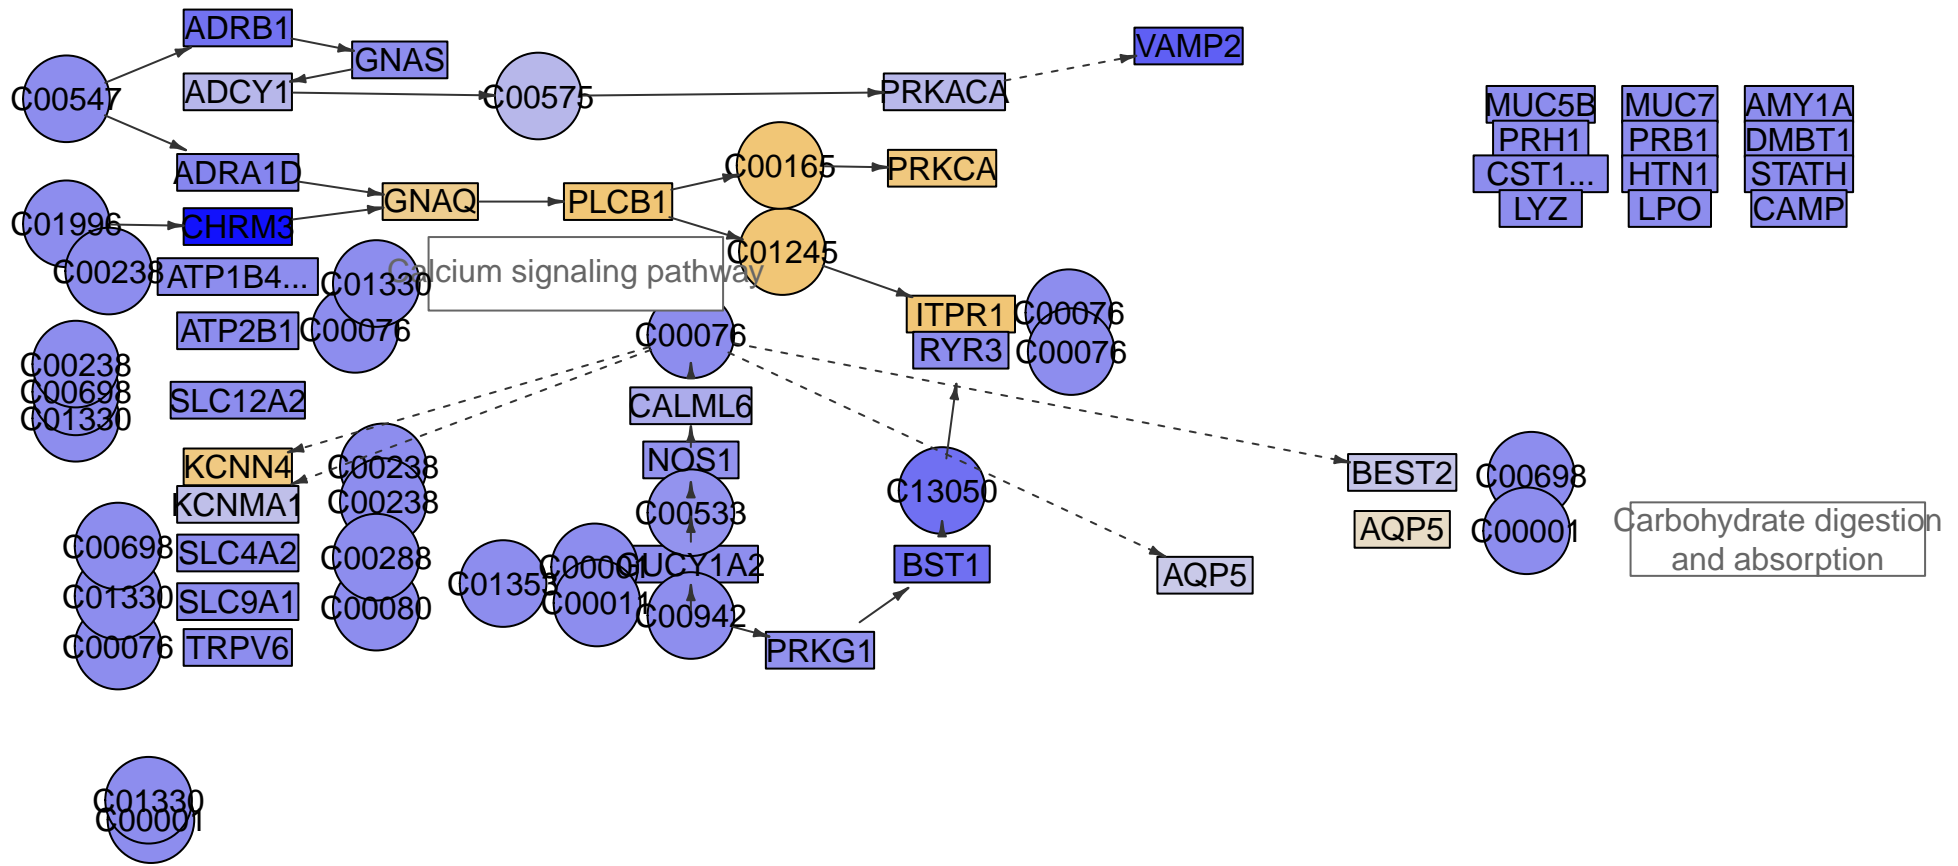 ADRB1
VAMP2
GNAS
C00547
ADCY1
C00575
PRKACA
MUC5B
MUC7
AMY1A
PRH1
PRB1
DMBT1
ADRA1D
C00165
PRKCA
CST1...
HTN1
STATH
GNAQ
PLCB1
LYZ
LPO
CAMP
C01996
CHRM3
C01245
C00238
ATP1B4...
C01330
Calcium signaling pathway
ITPR1
C00076
ATP2B1
C00076
C00076
RYR3
C00076
C00238
C00698
C01330
SLC12A2
CALML6
KCNN4
C00238
NOS1
BEST2
C00698
KCNMA1
C00238
C00533
C13050
AQP5
C00001
Carbohydrate digestion
and absorption
C00698
SLC4A2
C00288
C01353
C00001
GUCY1A2
BST1
AQP5
C01330
SLC9A1
C00080
C00011
C00942
C00076
TRPV6
PRKG1
C01330
C00001